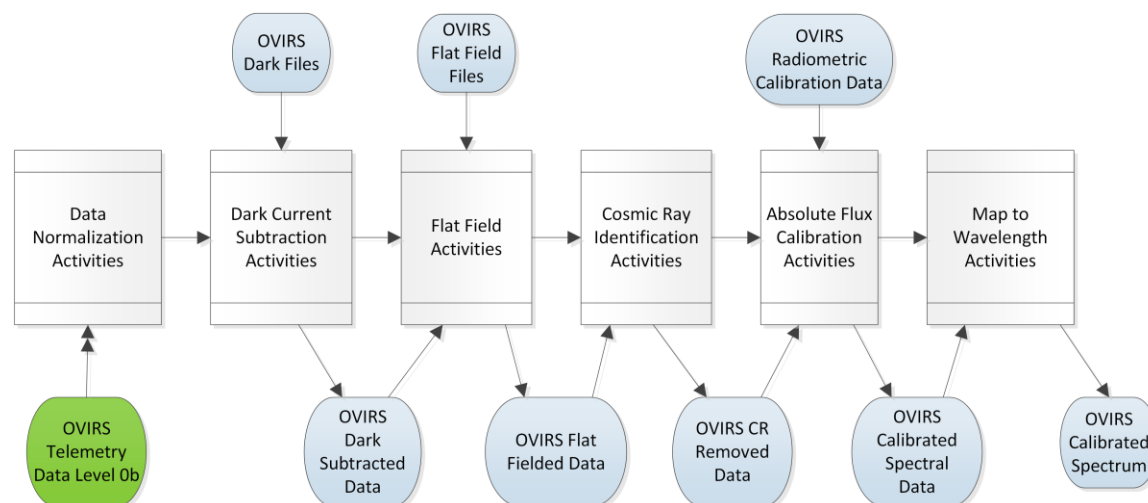 OVIRS
Dark Files
OVIRS
Flat Field
Files
OVIRS
Radiometric
Calibration Data
Data
Normalization
Activities
Dark Current
Subtraction
Activities
Flat Field
Activities
Cosmic Ray
Identification
Activities
Absolute Flux
Calibration
Activities
Map to
Wavelength
Activities
OVIRS
Telemetry
Data Level 0b
OVIRS
Dark
Subtracted
Data
OVIRS Flat
Fielded Data
OVIRS CR
Removed
Data
OVIRS
Calibrated
Spectral Data
OVIRS
Calibrated
Spectrum